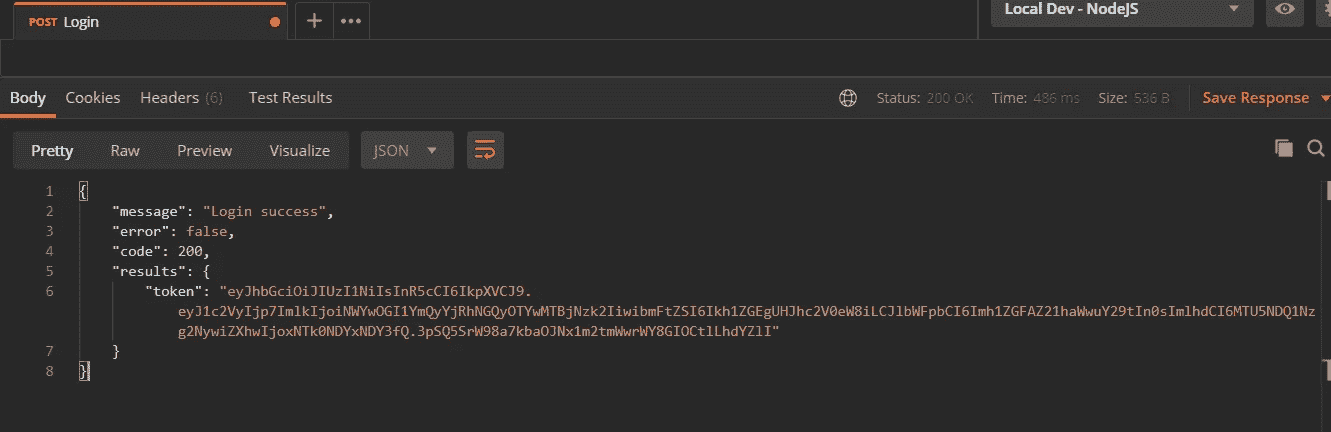 POST Login
Local Dev - NodeJS
Body Cookies Headers (6) Test Results Status: 200 OK Time: 486 ms Size: 536 B Save Response
Pretty Raw Preview Visualize JSON
1 {
2 "message": "Login success",
3 "error": false,
4 "code": 200,
5 "results": {
6 "token": "eyJhbGciOiJIUzI1NiIsInR5cCI6IkpXVCJ9.
eyJ1c2VyIjp7ImlkIjoiNWYwOGI1YmQyYjRhNGQyOTYwMTBjNzk2IiwibmFtZSI6Ikh1ZGEgUHJhc2V0eW8iLCJlbWFpbCI6Imh1ZGFAZ21haWwuY29tIn0sImlhdCI6MTU5NDQ1Nz
g2NywiZXhwIjoxNTk0NDYxNDY3fQ.3pSQ5SrW98a7kbaOJNx1m2tmWwrWY8GIOCtlLhdYZlI"
7 }
8 }